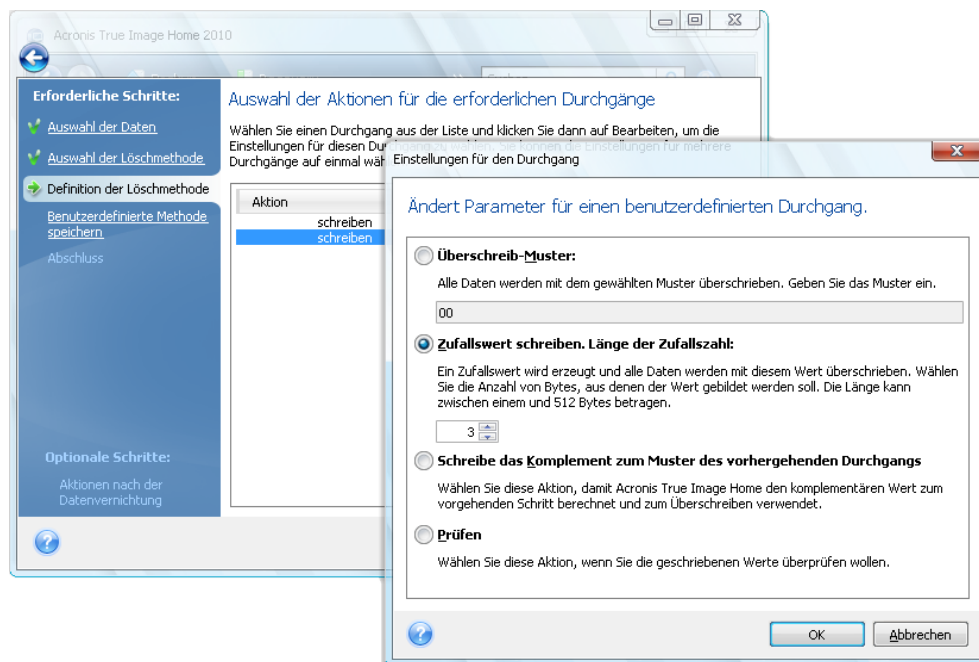 Acronis True Image Home 2010
Erforderliche Schritte:
Auswahl der Daten
Auswahl der Löschmethode
Definition der Löschmethode
Benutzerdefinierte Methode
speichern
Abschluss
Optionale Schritte:
Aktionen nach der
Datenvernichtung
Auswahl der Aktionen für die erforderlichen Durchgänge
Wählen Sie einen Durchgang aus der Liste und klicken Sie dann auf Bearbeiten, um die
Einstellungen für diesen Durchgang zu wählen. Sie können die Einstellungen für mehrere
Durchgänge auf einmal
Aktion
schreiben
schreiben
Einstellungen für den Durchgang
Ändert Parameter für einen benutzerdefinierten Durchgang.
Überschreib-Muster:
Alle Daten werden mit dem gewählten Muster überschrieben. Geben Sie das Muster ein.
00
Zufallswert schreiben. Länge der Zufallszahl:
Ein Zufallswert wird erzeugt und alle Daten werden mit diesem Wert überschrieben. Wählen
Sie die Anzahl von Bytes, aus denen der Wert gebildet werden soll. Die Länge kann
zwischen einem und 512 Bytes betragen.
3
Schreibe das Komplement zum Muster des vorhergehenden Durchgangs
Wählen Sie diese Aktion, damit Acronis True Image Home den komplementären Wert zum
vorgehenden Schritt berechnet und zum Überschreiben verwendet.
Prüfen
Wählen Sie diese Aktion, wenn Sie die geschriebenen Werte überprüfen wollen.
OK
Abbrechen